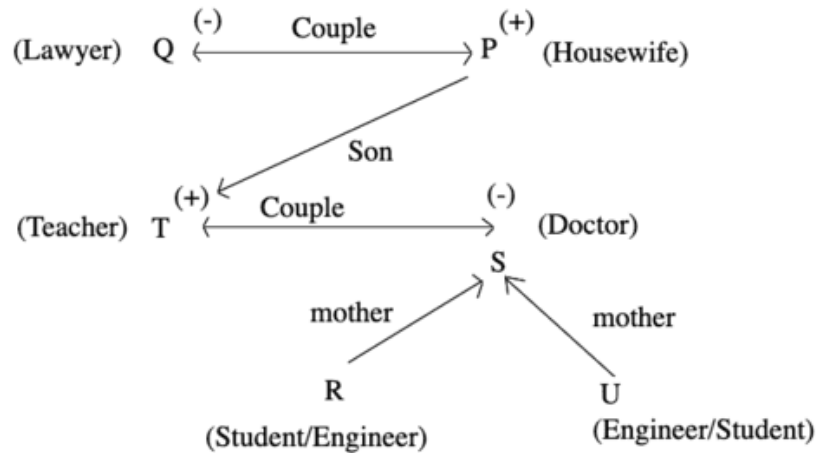 (-) Couple (+)
(Lawyer) Q P (Housewife)
Son
(+) Couple (-)
(Teacher) T (Doctor)
S
mother mother
R U
(Student/Engineer) (Engineer/Student)